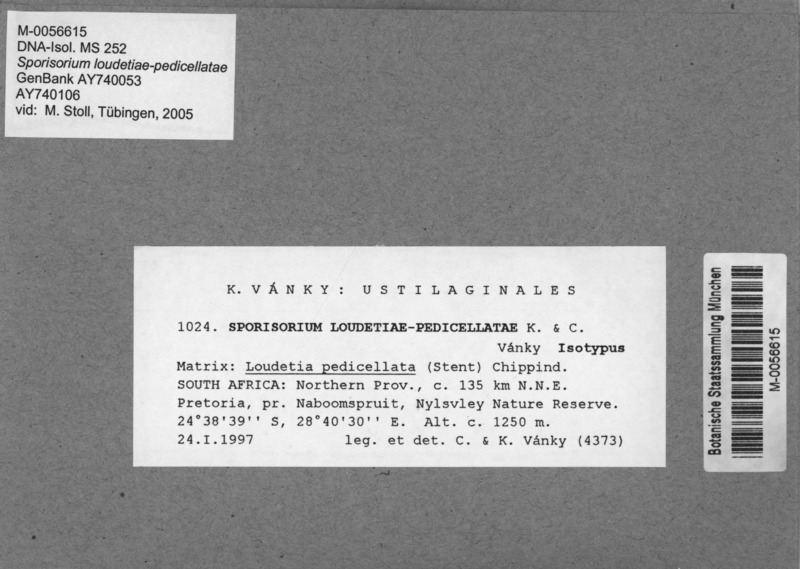 M-0056615
DNA-Isol. MS 252
Sporisorium loudetiae-pedicellatae
GenBank AY740053
AY740106
vid: M. Stoll, Tübingen, 2005
K. VÁNKY: USTILAGINALES
1024. SPORISORIUM LOUDETIAE-PEDICELLATAE K. & C.
Vánky Isotypus
Matrix: Loudetia pedicellata (Stent) Chippind.
SOUTH AFRICA: Northern Prov., c. 135 km N.N.E.
Pretoria, pr. Naboomspruit, Nylsvley Nature Reserve.
24°38'39'' S, 28°40'30'' E. Alt. c. 1250 m.
24.I.1997 leg. et det. C. & K. Vánky (4373)
Botanische Staatssammlung München
M-0056615